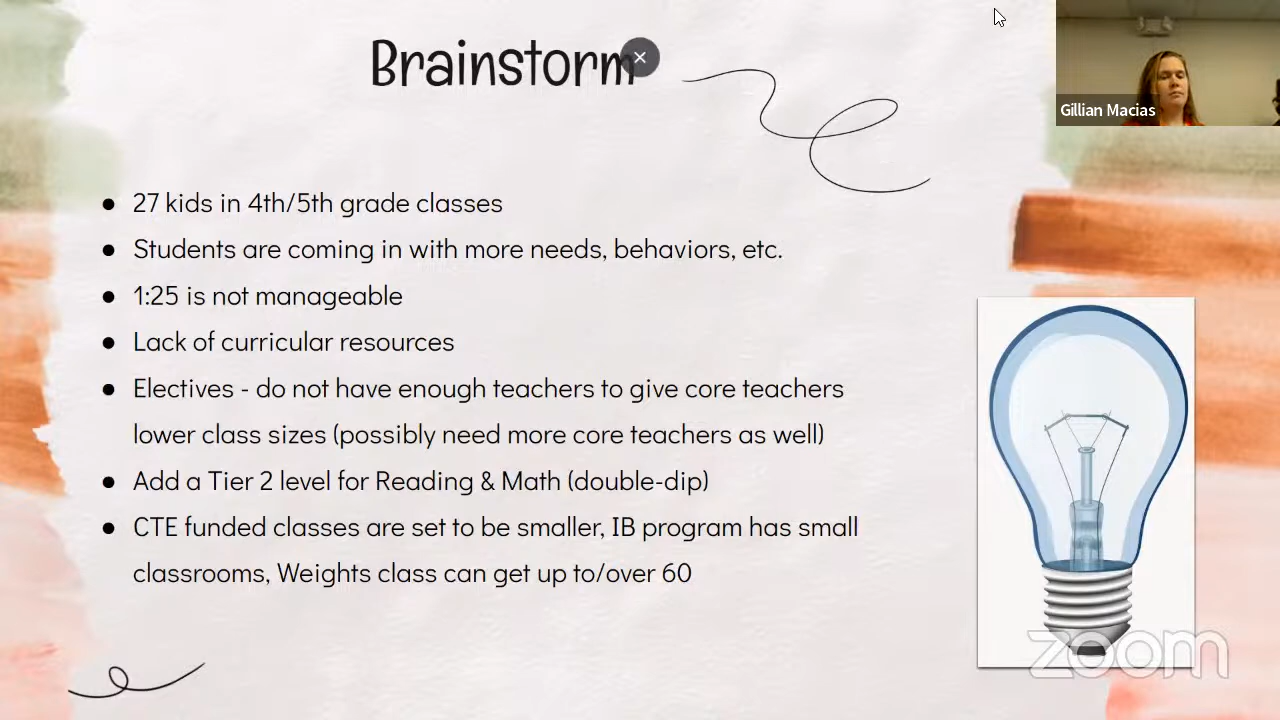 Brainstorm
Gillian Macias
● 27 kids in 4th/5th grade classes
● Students are coming in with more needs, behaviors, etc.
● 1:25 is not manageable
● Lack of curricular resources
● Electives - do not have enough teachers to give core teachers
lower class sizes (possibly need more core teachers as well)
● Add a Tier 2 level for Reading & Math (double-dip)
● CTE funded classes are set to be smaller, IB program has small
classrooms, Weights class can get up to/over 60
zoom